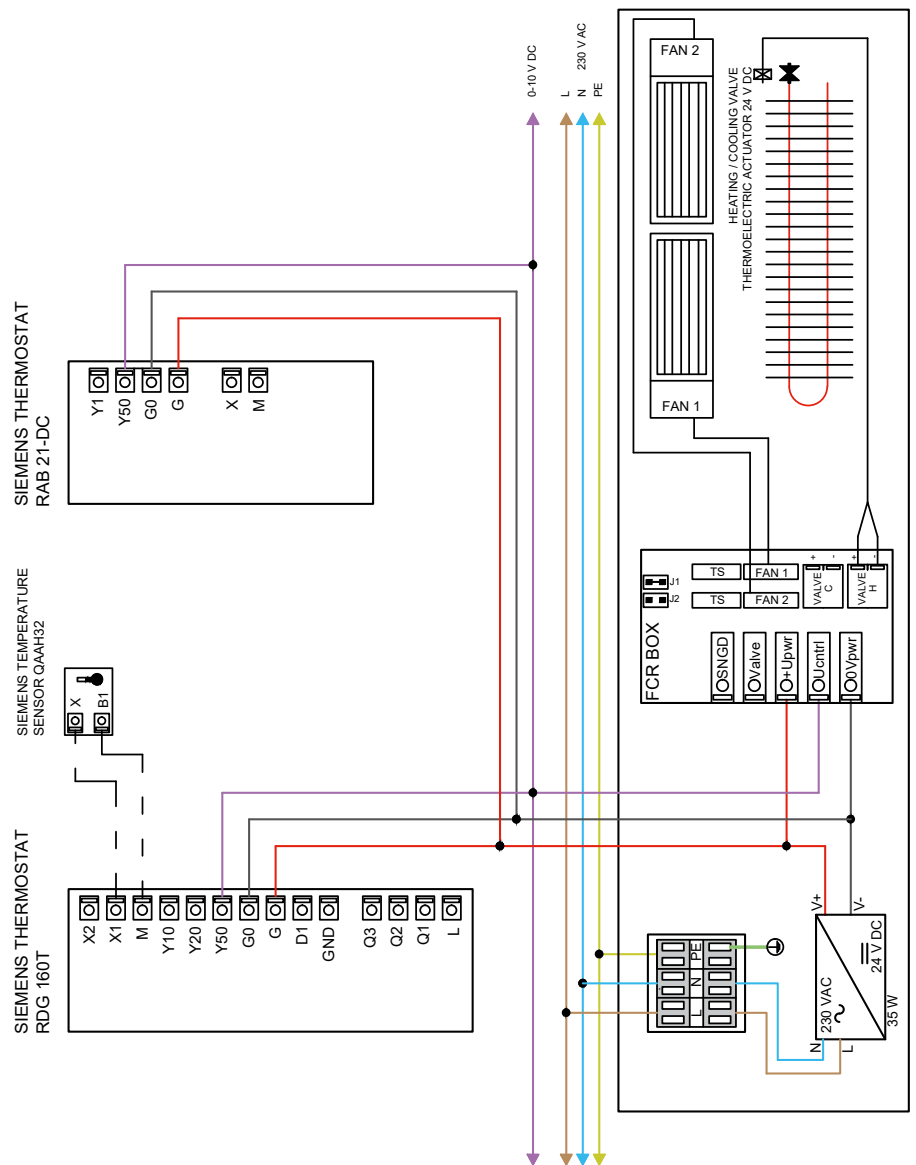 0-10 V DC
L
N
230 V AC
PE
FAN 2
HEATING / COOLING VALVE
THERMOELECTRIC ACTUATOR 24 V DC
FAN 1
SIEMENS THERMOSTAT
RAB 21-DC
Y1
Y50
G0
G
X
M
SIEMENS TEMPERATURE
SENSOR QAAH32
X
B1
FCR BOX
J1
J2
TS
FAN 1
TS
FAN 2
VALVE
C
+
-
VALVE
H
+
-
SNGD
Valve
+Upwr
Ucntrl
0Vpwr
SIEMENS THERMOSTAT
RDG 160T
X2
X1
M
Y10
Y20
Y50
G0
G
D1
GND
Q3
Q2
Q1
L
PE
N
L
V+
V-
230 VAC
24 V DC
35 W
N
L